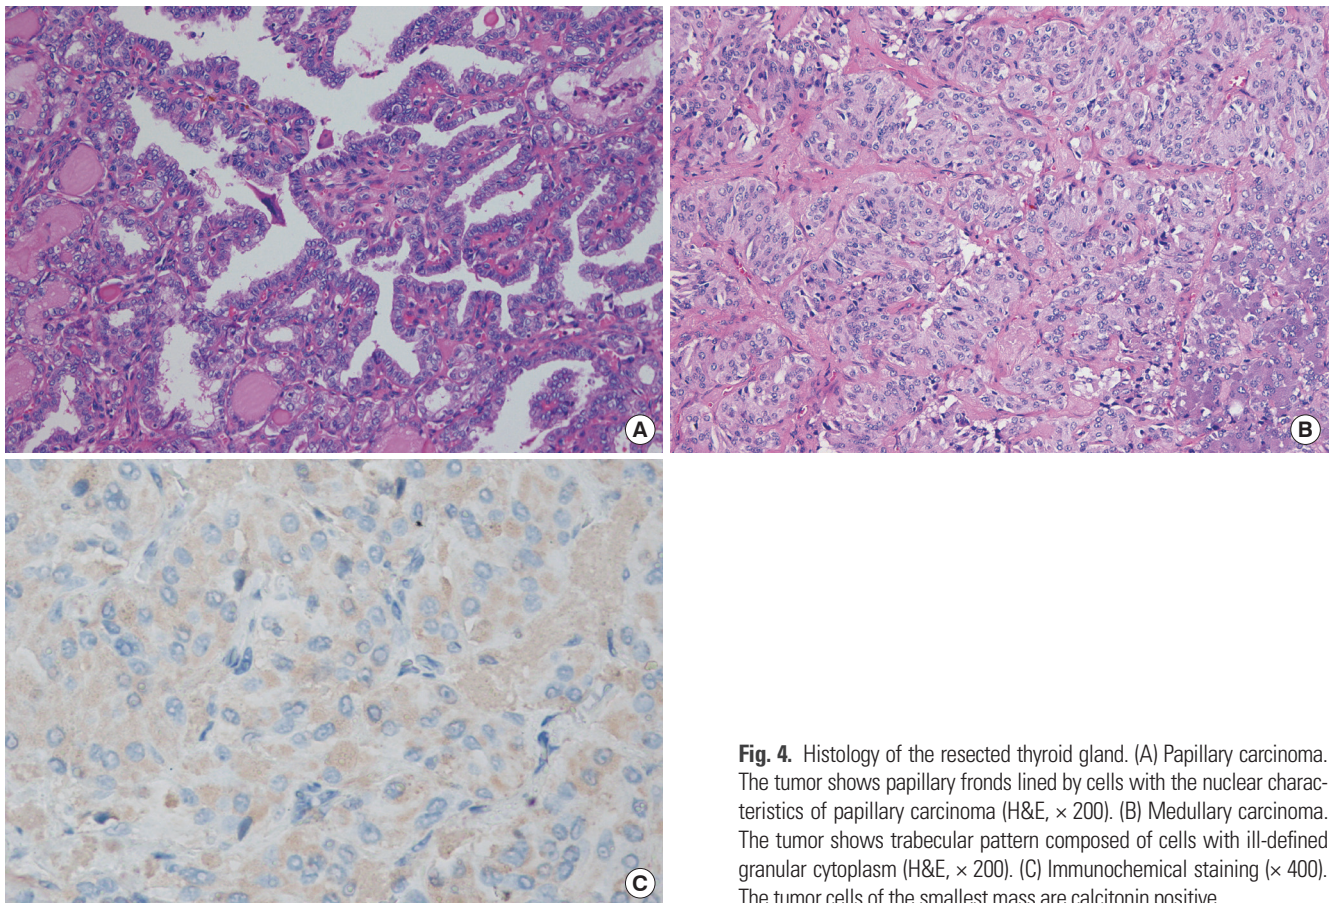 A
B
C
Fig. 4. Histology of the resected thyroid gland. (A) Papillary carcinoma.
The tumor shows papillary fronds lined by cells with the nuclear charac-
teristics of papillary carcinoma (H&E, × 200). (B) Medullary carcinoma.
The tumor shows trabecular pattern composed of cells with ill-defined
granular cytoplasm (H&E, × 200). (C) Immunochemical staining (× 400).
The tumor cells of the smallest mass are calcitonin positive.